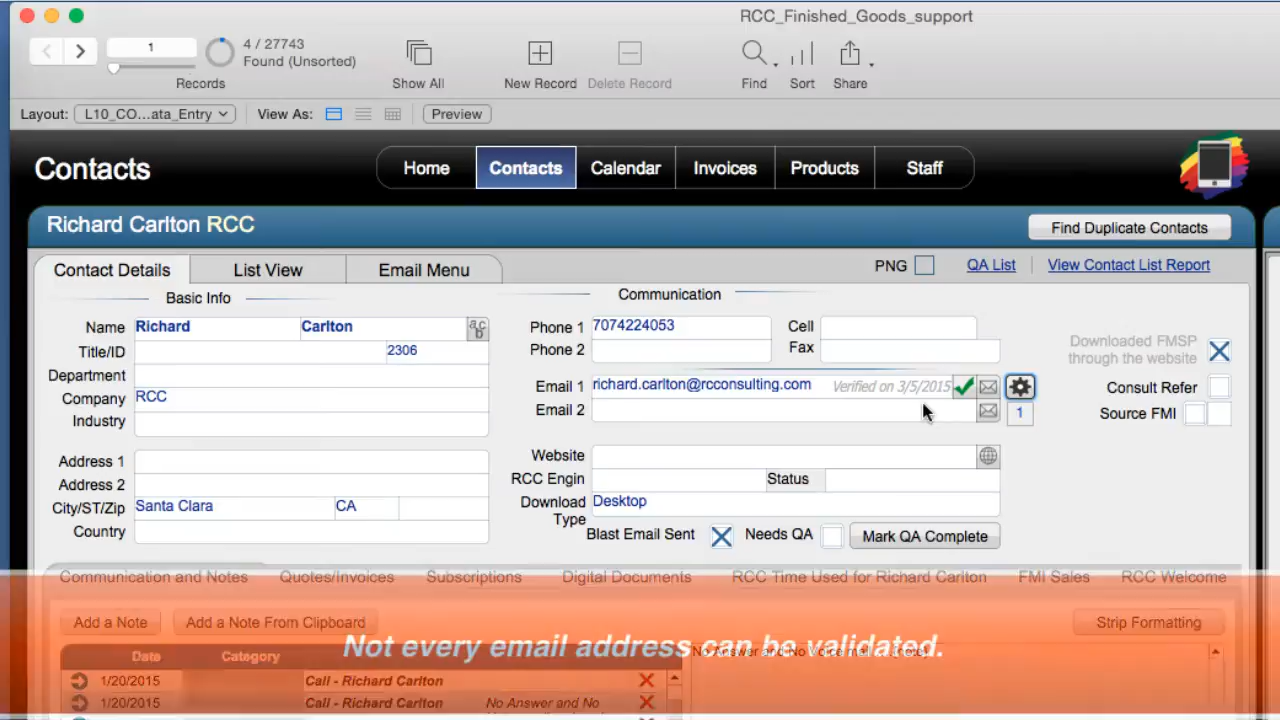 RCC_Finished_Goods_support
1
4 / 27743
Found (Unsorted)
Records
Show All
New Record
Delete Record
Find
Sort
Share
Layout:
L10_CO...ata_Entry
View As:
Preview
Contacts
Home
Contacts
Calendar
Invoices
Products
Staff
Richard Carlton RCC
Find Duplicate Contacts
Contact Details
List View
Email Menu
PNG
QA List
View Contact List Report
Basic Info
Communication
Name
Richard
Carlton
abc
Title/ID
2306
Department
Company
RCC
Industry
Address 1
Address 2
City/ST/Zip
Santa Clara
CA
Country
Phone 1
7074224053
Cell
Phone 2
Fax
Email 1
richard.carlton@rcconsulting.com
Verified on 3/5/2015
Email 2
1
Website
RCC Engin
Status
Download
Type
Desktop
Blast Email Sent
Needs QA
Mark QA Complete
Downloaded FMSP
through the website
Consult Refer
Source FMI
Communication and Notes
Quotes/Invoices
Subscriptions
Digital Documents
RCC Time Used for Richard Carlton
FMI Sales
RCC Welcome
Add a Note
Add a Note From Clipboard
Strip Formatting
Not every email address can be validated.
Date
Category
No Answer and No Voicemail
1/20/2015
Call - Richard Carlton
1/20/2015
Call - Richard Carlton
No Answer and No